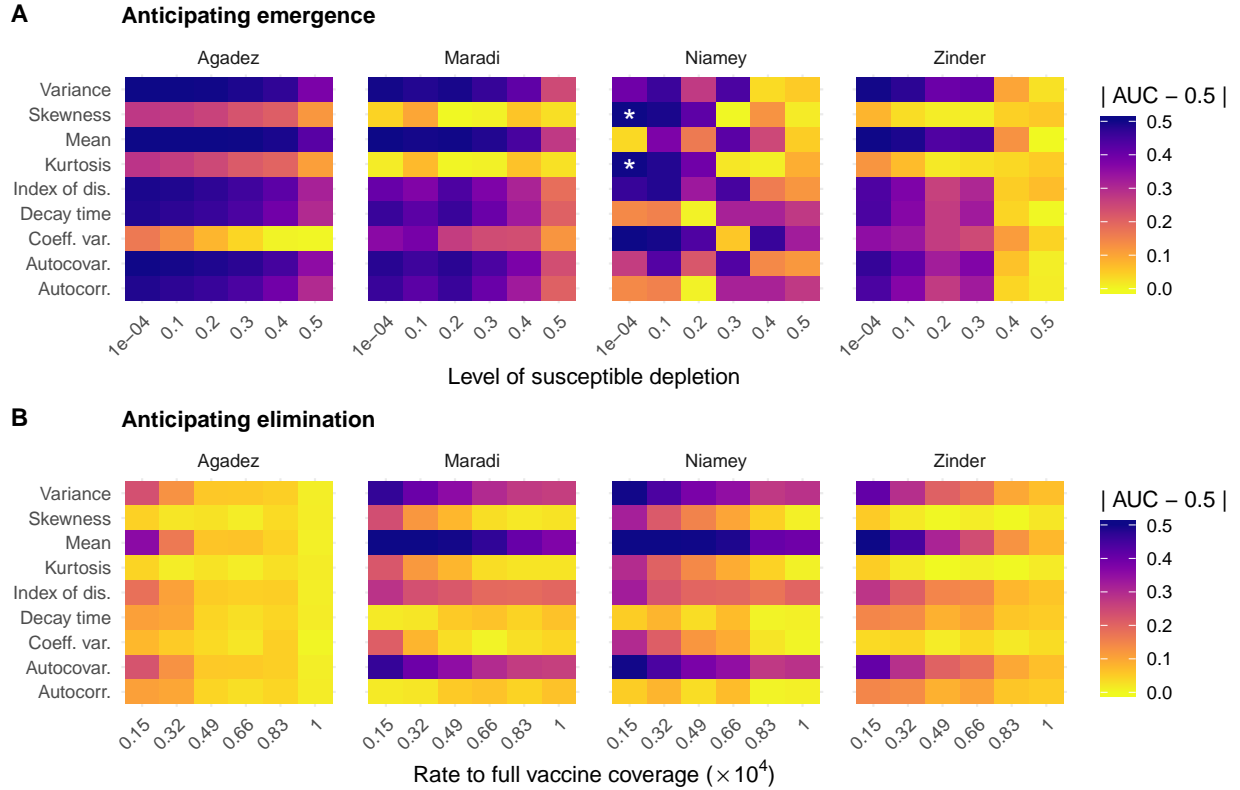 A Anticipating emergence
Agadez Maradi Niamey Zinder
Variance
Skewness
Mean
Kurtosis
Index of dis.
Decay time
Coeff. var.
Autocovar.
Autocorr.
*
*
| AUC − 0.5 |
0.5
0.4
0.3
0.2
0.1
0.0
1e−04 0.1 0.2 0.3 0.4 0.5 1e−04 0.1 0.2 0.3 0.4 0.5 1e−04 0.1 0.2 0.3 0.4 0.5 1e−04 0.1 0.2 0.3 0.4 0.5
Level of susceptible depletion
B Anticipating elimination
Agadez Maradi Niamey Zinder
Variance
Skewness
Mean
Kurtosis
Index of dis.
Decay time
Coeff. var.
Autocovar.
Autocorr.
| AUC − 0.5 |
0.5
0.4
0.3
0.2
0.1
0.0
0.15 0.32 0.49 0.66 0.83 1 0.15 0.32 0.49 0.66 0.83 1 0.15 0.32 0.49 0.66 0.83 1 0.15 0.32 0.49 0.66 0.83 1
Rate to full vaccine coverage (×10⁴)